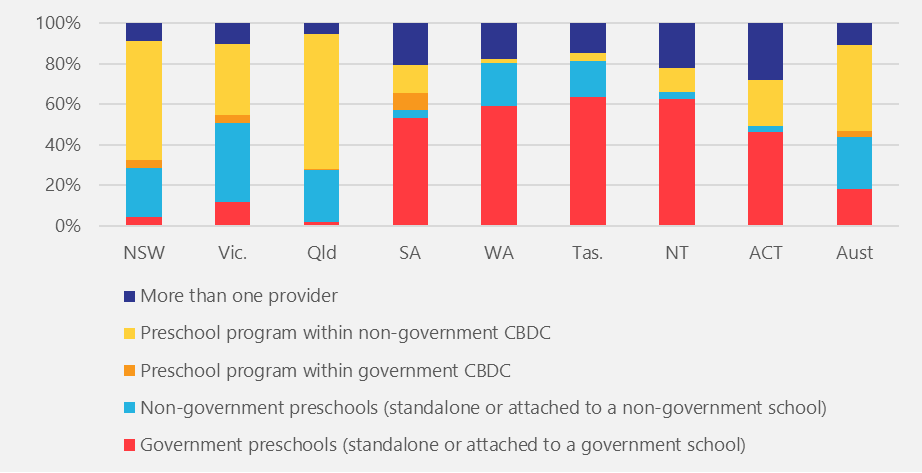 100%
80%
60%
40%
20%
0%
NSW Vic. Qld SA WA Tas. NT ACT Aust
More than one provider
Preschool program within non-government CBDC
Preschool program within government CBDC
Non-government preschools (standalone or attached to a non-government school)
Government preschools (standalone or attached to a government school)